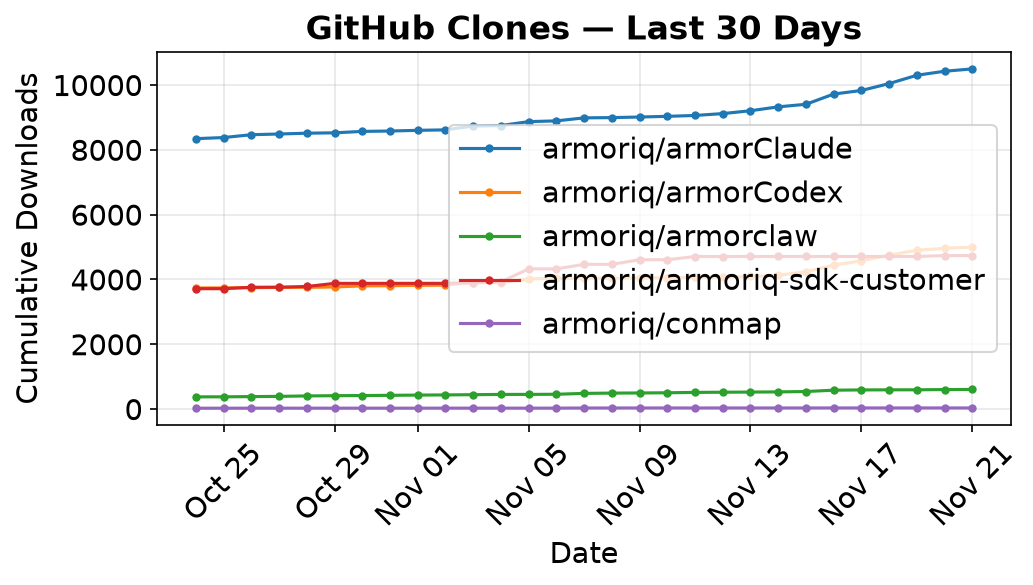 GitHub Clones — Last 30 Days
Cumulative Downloads
10000
8000
6000
4000
2000
0
armoriq/armorClaude
armoriq/armorCodex
armoriq/armorclaw
armoriq/armoriq-sdk-customer
armoriq/conmap
Oct 25
Oct 29
Nov 01
Nov 05
Nov 09
Nov 13
Nov 17
Nov 21
Date